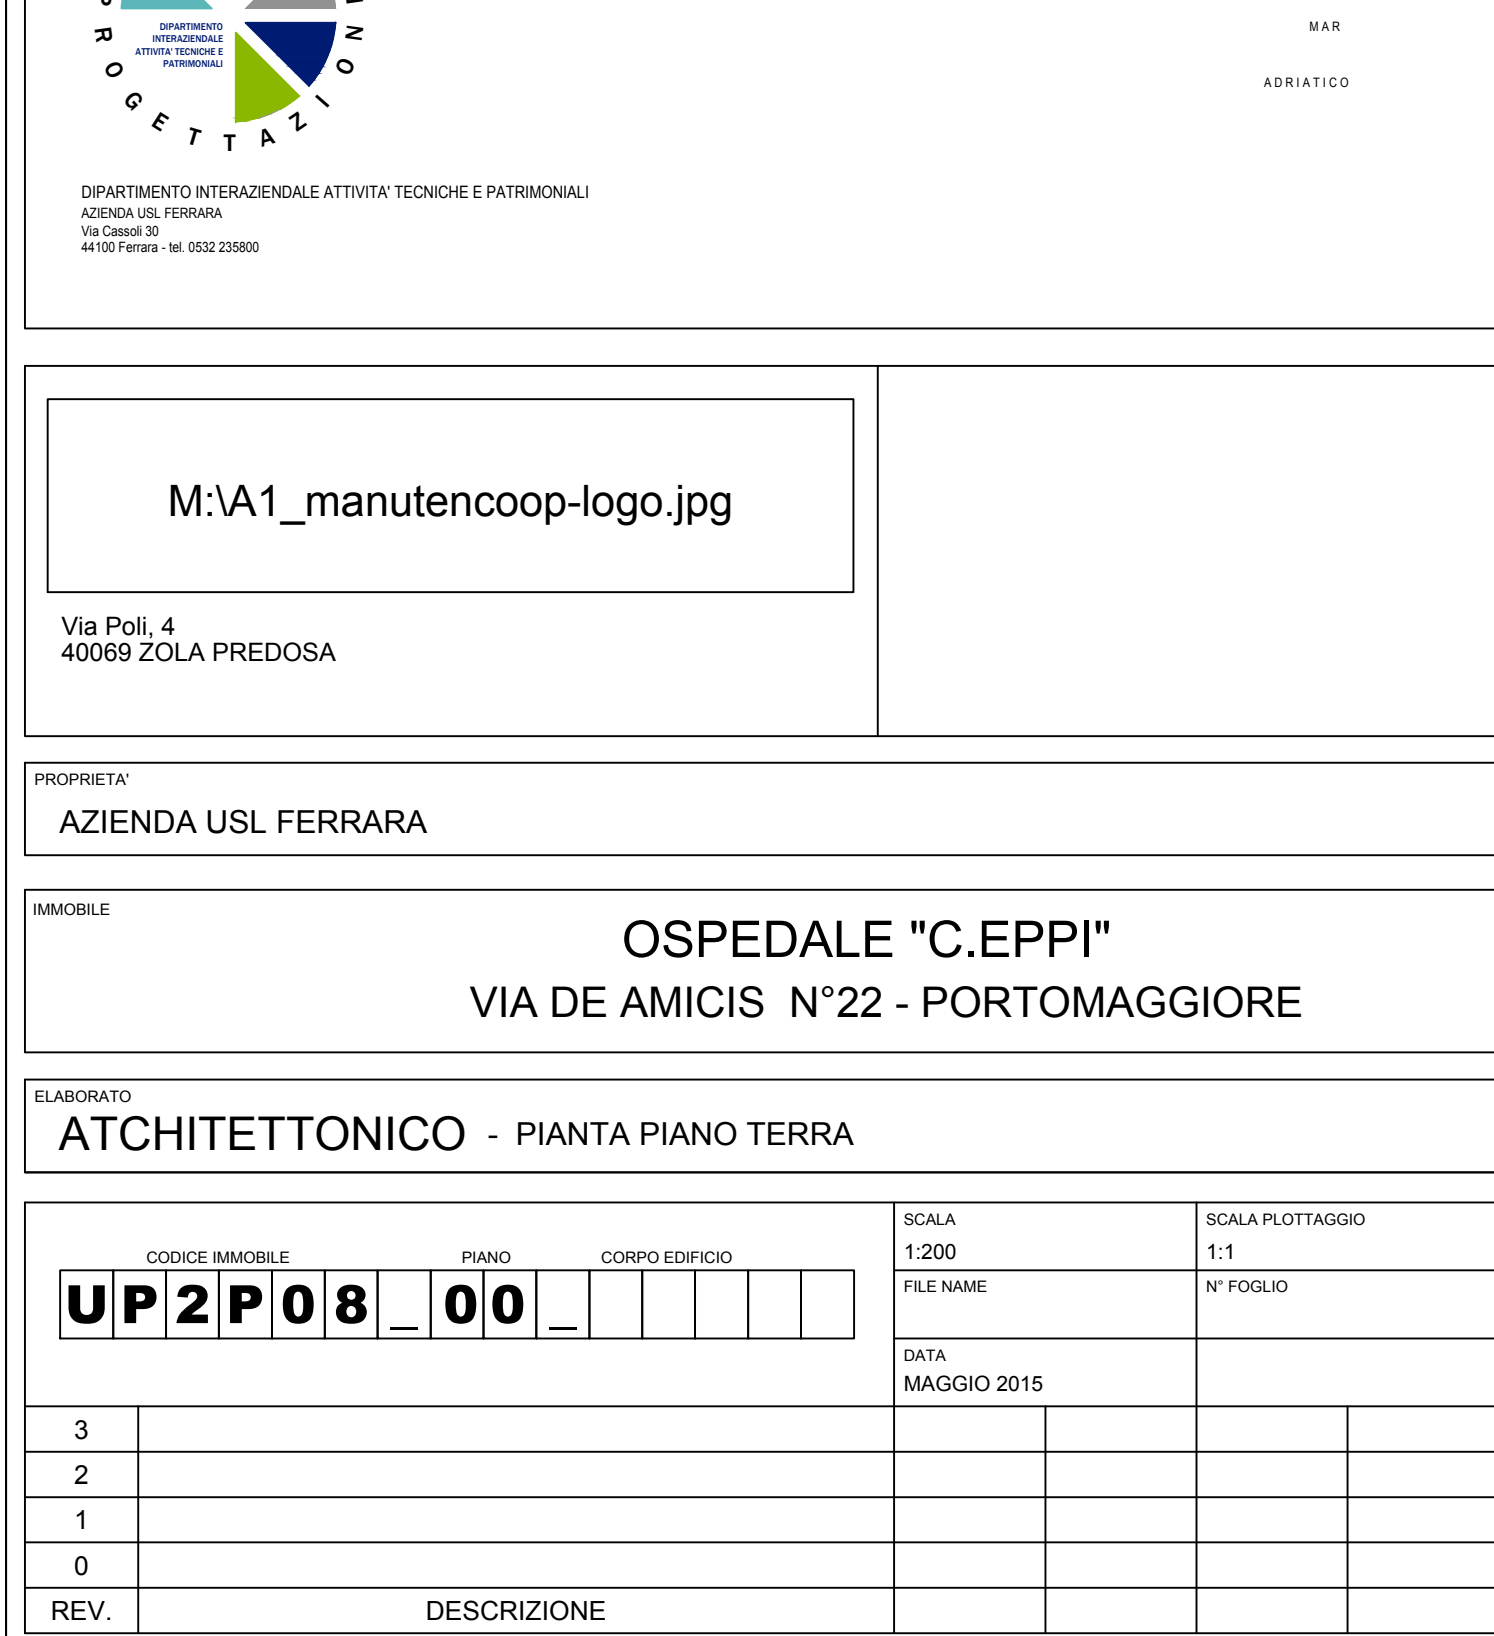 PROGETTAZION
DIPARTIMENTO
INTERAZIENDALE
ATTIVITA' TECNICHE E
PATRIMONIALI
MAR
ADRIATICO
DIPARTIMENTO INTERAZIENDALE ATTIVITA' TECNICHE E PATRIMONIALI
AZIENDA USL FERRARA
Via Cassoli 30
44100 Ferrara - tel. 0532 235800
M:\A1_manutencoop-logo.jpg
Via Poli, 4
40069 ZOLA PREDOSA
PROPRIETA'
AZIENDA USL FERRARA
IMMOBILE
OSPEDALE "C.EPPI"
VIA DE AMICIS N°22 - PORTOMAGGIORE
ELABORATO
ATCHITETTONICO - PIANTA PIANO TERRA
CODICE IMMOBILE PIANO CORPO EDIFICIO
UP2P08_00_
SCALA
1:200
SCALA PLOTTAGGIO
1:1
FILE NAME
N° FOGLIO
DATA
MAGGIO 2015
3
2
1
0
REV. DESCRIZIONE